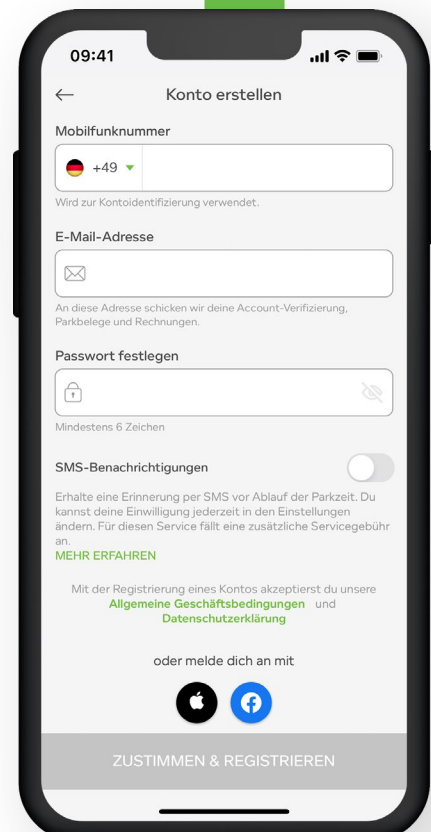 09:41
Konto erstellen
Mobilfunknummer
+49
Wird zur Kontoidentifizierung verwendet.
E-Mail-Adresse
An diese Adresse schicken wir deine Account-Verifizierung,
Parkbelege und Rechnungen.
Passwort festlegen
Mindestens 6 Zeichen
SMS-Benachrichtigungen
Erhalte eine Erinnerung per SMS vor Ablauf der Parkzeit. Du
kannst deine Einwilligung jederzeit in den Einstellungen
ändern. Für diesen Service fällt eine zusätzliche Servicegebühr
an.
MEHR ERFAHREN
Mit der Registrierung eines Kontos akzeptierst du unsere
Allgemeine Geschäftsbedingungen und
Datenschutzerklärung
oder melde dich an mit
ZUSTIMMEN & REGISTRIEREN